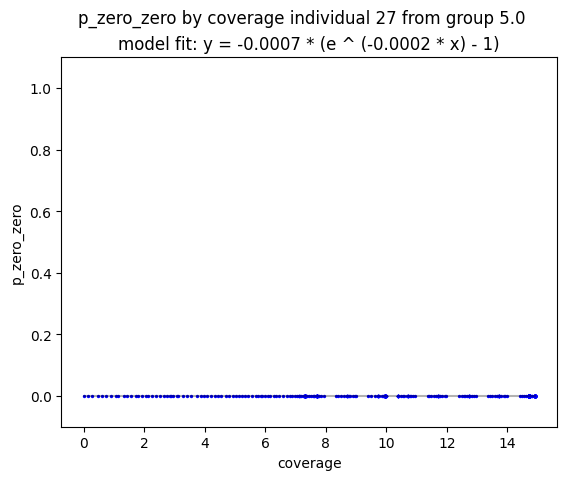 p_zero_zero by coverage individual 27 from group 5.0
model fit: y = -0.0007 * (e ^ (-0.0002 * x) - 1)
1.0
0.8
0.6
0.4
0.2
0.0
p_zero_zero
0 2 4 6 8 10 12 14
coverage